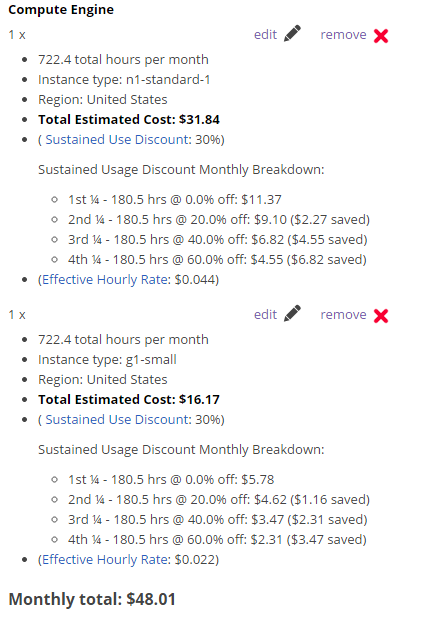 Compute Engine
1 x edit remove
722.4 total hours per month
Instance type: n1-standard-1
Region: United States
Total Estimated Cost: $31.84
( Sustained Use Discount: 30%)
Sustained Usage Discount Monthly Breakdown:
1st ¼ - 180.5 hrs @ 0.0% off: $11.37
2nd ¼ - 180.5 hrs @ 20.0% off: $9.10 ($2.27 saved)
3rd ¼ - 180.5 hrs @ 40.0% off: $6.82 ($4.55 saved)
4th ¼ - 180.5 hrs @ 60.0% off: $4.55 ($6.82 saved)
(Effective Hourly Rate: $0.044)
1 x edit remove
722.4 total hours per month
Instance type: g1-small
Region: United States
Total Estimated Cost: $16.17
( Sustained Use Discount: 30%)
Sustained Usage Discount Monthly Breakdown:
1st ¼ - 180.5 hrs @ 0.0% off: $5.78
2nd ¼ - 180.5 hrs @ 20.0% off: $4.62 ($1.16 saved)
3rd ¼ - 180.5 hrs @ 40.0% off: $3.47 ($2.31 saved)
4th ¼ - 180.5 hrs @ 60.0% off: $2.31 ($3.47 saved)
(Effective Hourly Rate: $0.022)
Monthly total: $48.01